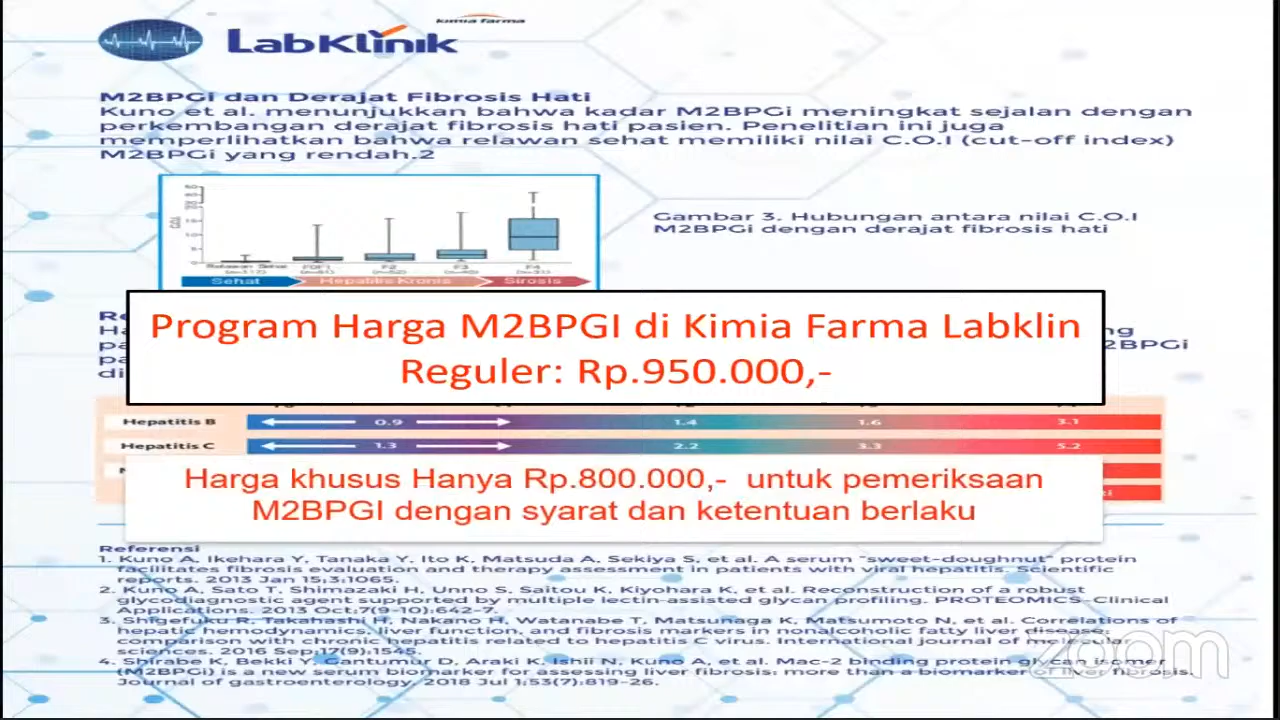 kimia farma
LabKlinik
M2BPGi dan Derajat Fibrosis Hati
Kuno et al. menunjukkan bahwa kadar M2BPGi meningkat sejalan dengan
perkembangan derajat fibrosis hati pasien. Penelitian ini juga
memperlihatkan bahwa relawan sehat memiliki nilai C.O.I (cut-off index)
M2BPGi yang rendah.2
C.O.I
Relawan Sehat F0F1 F2 F3 F4
(n=52)
Sehat Hepatitis Kronis Sirosis
Gambar 3. Hubungan antara nilai C.O.I
M2BPGi dengan derajat fibrosis hati
Program Harga M2BPGI di Kimia Farma Labklin
Reguler: Rp.950.000,-
Hepatitis B 0.9 1.4 1.6 3.1
Hepatitis C 1.3 2.2 3.3 5.2
Harga khusus Hanya Rp.800.000,- untuk pemeriksaan
M2BPGI dengan syarat dan ketentuan berlaku
Referensi
1. Kuno A, Ikehara Y, Tanaka Y, Ito K, Matsuda A, Sekiya S, et al. A serum "sweet-doughnut" protein
facilitates fibrosis evaluation and therapy assessment in patients with viral hepatitis. Scientific
reports. 2013 Jan 15;3:1065.
2. Kuno A, Sato T, Shimazaki H, Unno S, Saitou K, Kiyohara K, et al. Reconstruction of a robust
glycodiagnostic agent supported by multiple lectin-assisted glycan profiling. PROTEOMICS-Clinical
Applications. 2013 Oct;7(9-10):642-7.
3. Shigefuku R, Takahashi H, Nakano H, Watanabe T, Matsunaga K, Matsumoto N, et al. Correlations of
hepatic hemodynamics, liver function, and fibrosis markers in nonalcoholic fatty liver disease:
comparison with chronic hepatitis related to hepatitis C virus. International journal of molecular
sciences. 2016 Sep;17(9):1545.
4. Shirabe K, Bekki Y, Gantumur D, Araki K, Ishii N, Kuno A, et al. Mac-2 binding protein glycan isomer
(M2BPGi) is a new serum biomarker for assessing liver fibrosis: more than a biomarker of liver fibrosis.
Journal of gastroenterology. 2018 Jul 1;53(7):819-26.
zoom